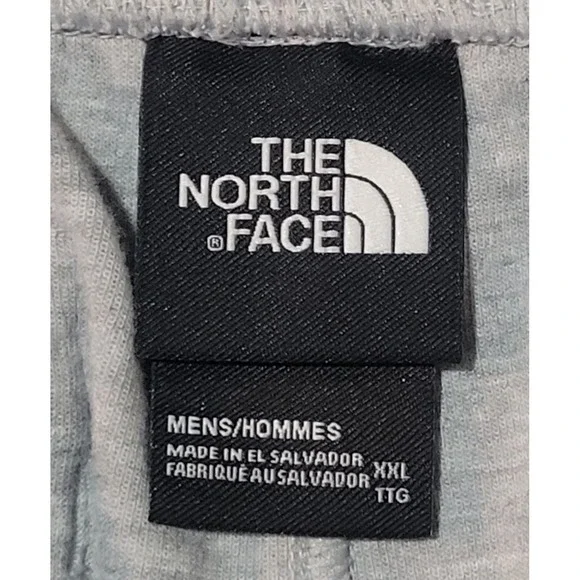 THE
NORTH
® FACE
MENS/HOMMES
MADE IN EL SALVADOR XXL
FABRIQUÉ AU SALVADOR TTG